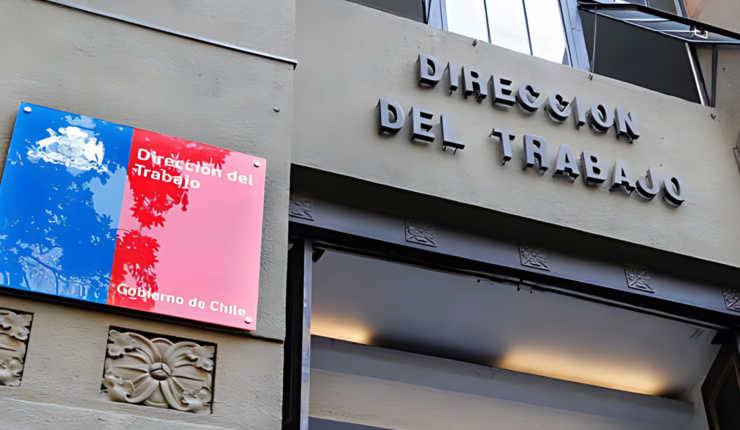 Dirección del
Trabajo
Gobierno de Chile
DIRECCION
DEL TRABAJO